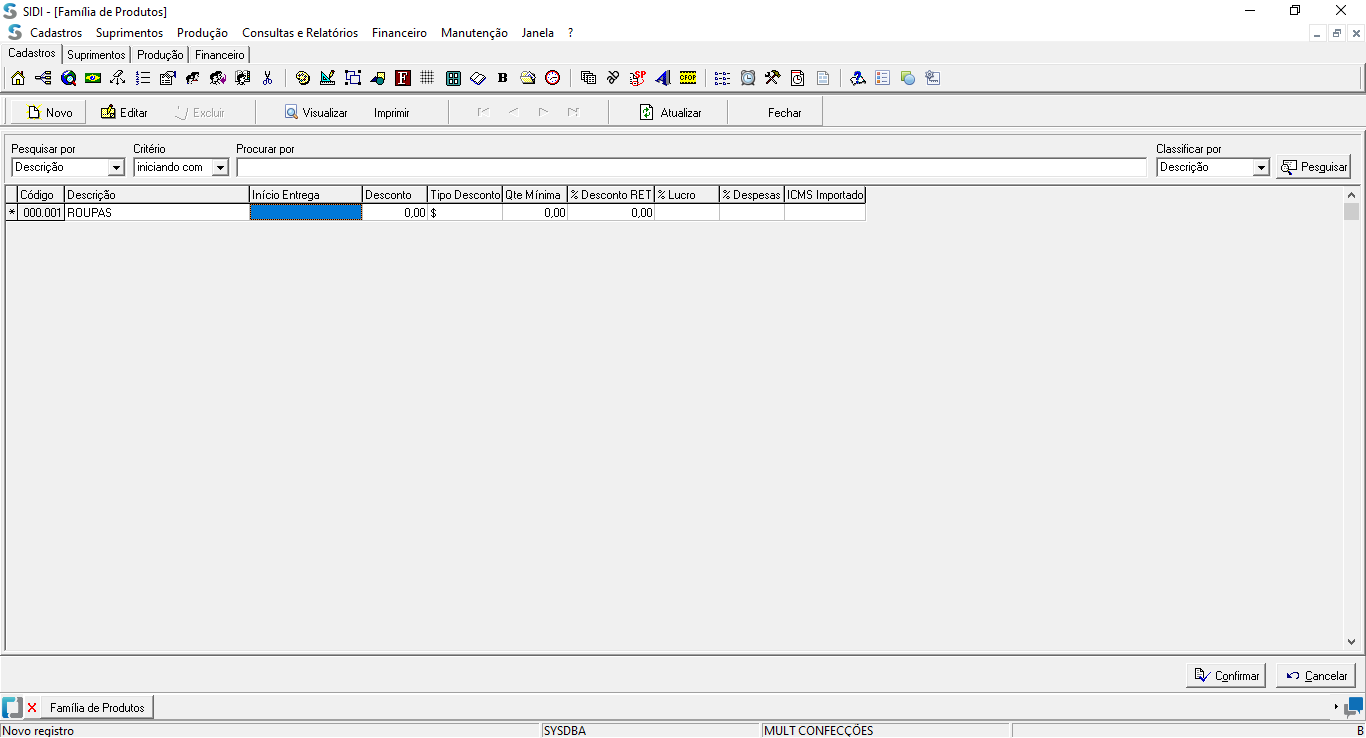 SIDI - [Família de Produtos]
Cadastros Suprimentos Produção Consultas e Relatórios Financeiro Manutenção Janela ?
Cadastros Suprimentos Produção Financeiro
F B SP CFOP
Novo Editar Excluir Visualizar Imprimir Atualizar Fechar
Pesquisar por Critério Procurar por Classificar por
Descrição iniciando com Descrição Pesquisar
Código Descrição Início Entrega Desconto Tipo Desconto Qte Mínima % Desconto RET % Lucro % Despesas ICMS Importado
* 000.001 ROUPAS 0,00 $ 0,00 0,00
Confirmar Cancelar
Família de Produtos
Novo registro SYSDBA MULT CONFECÇÕES B